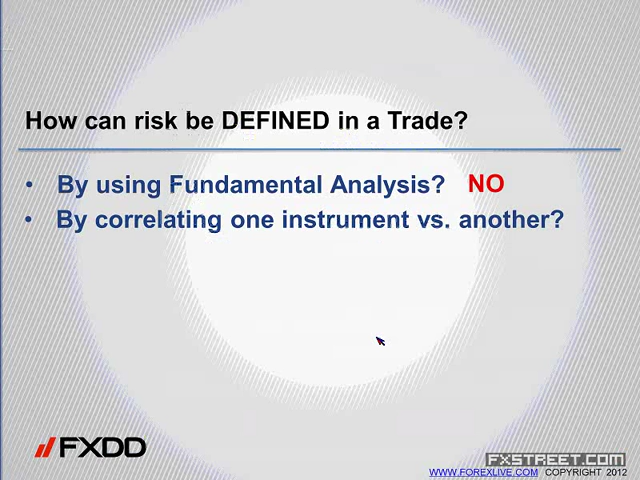 How can risk be DEFINED in a Trade?
• By using Fundamental Analysis? NO
• By correlating one instrument vs. another?
FXDD
FXSTREET.COM
WWW.FOREXLIVE.COM COPYRIGHT 2012